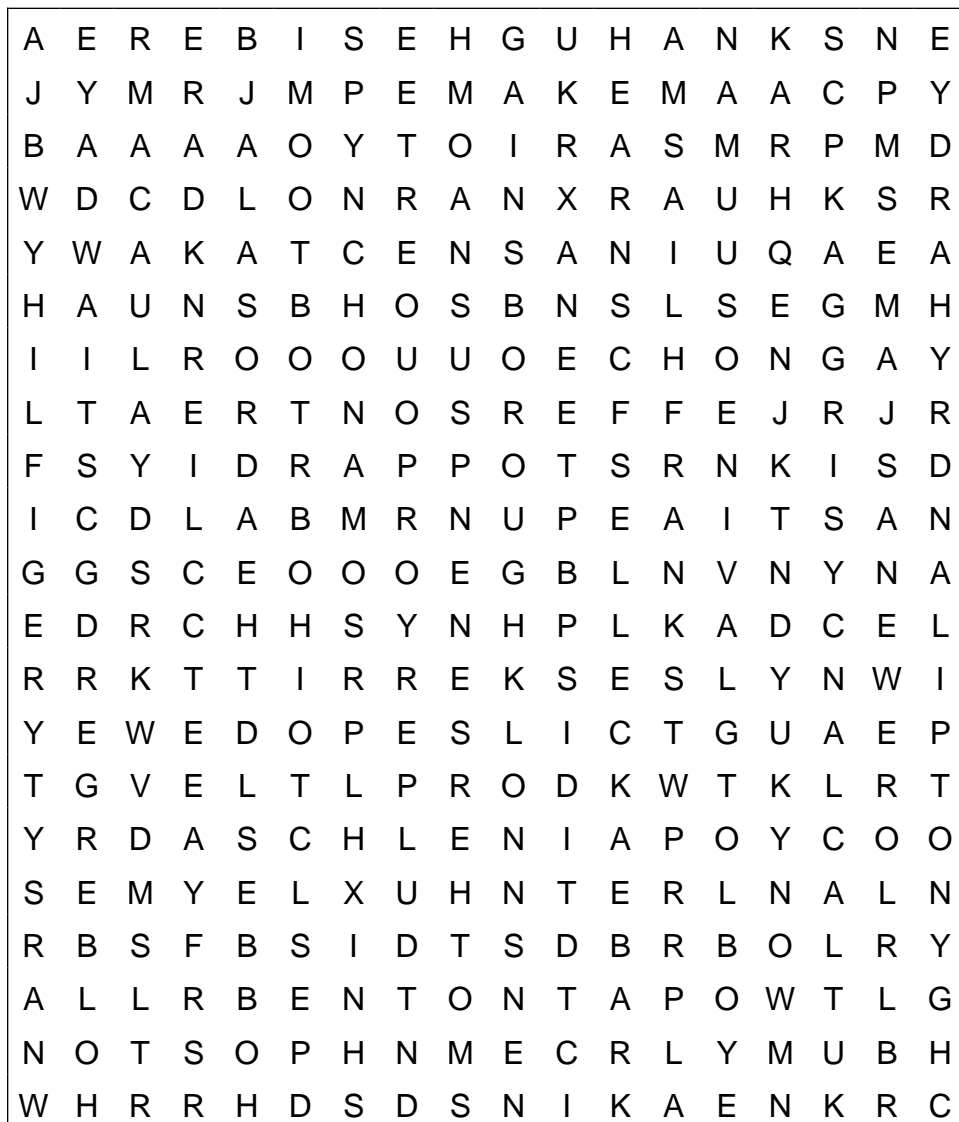 A E R E B I S E H G U H A N K S N E
J Y M R J M P E M A K E M A A C P Y
B A A A A O Y T O I R A S M R P M D
W D C D L O N R A N X R A U H K S R
Y W A K A T C E N S A N I U Q A E A
H A U N S B H O S B N S L S E G M H
I I L R O O O U U O E C H O N G A Y
L T A E R T N O S R E F F E J R J R
F S Y I D R A P P O T S R N K I S D
I C D L A B M R N U P E A I T S A N
G G S C E O O O E G B L N V N Y N A
E D R C H H S Y N H P L K A D C E L
R R K T T I R R E K S E S L Y N W I
Y E W E D O P E S L I C T G U A E P
T G V E L T L P R O D K W T K L R T
Y R D A S C H L E N I A P O Y C O O
S E M Y E L X U H N T E R L N A L N
R B S F B S I D T S D B R B O L R Y
A L L R B E N T O N T A P O W T L G
N O T S O P H N M E C R L Y M U B H
W H R R H D S D S N I K A E N K R C